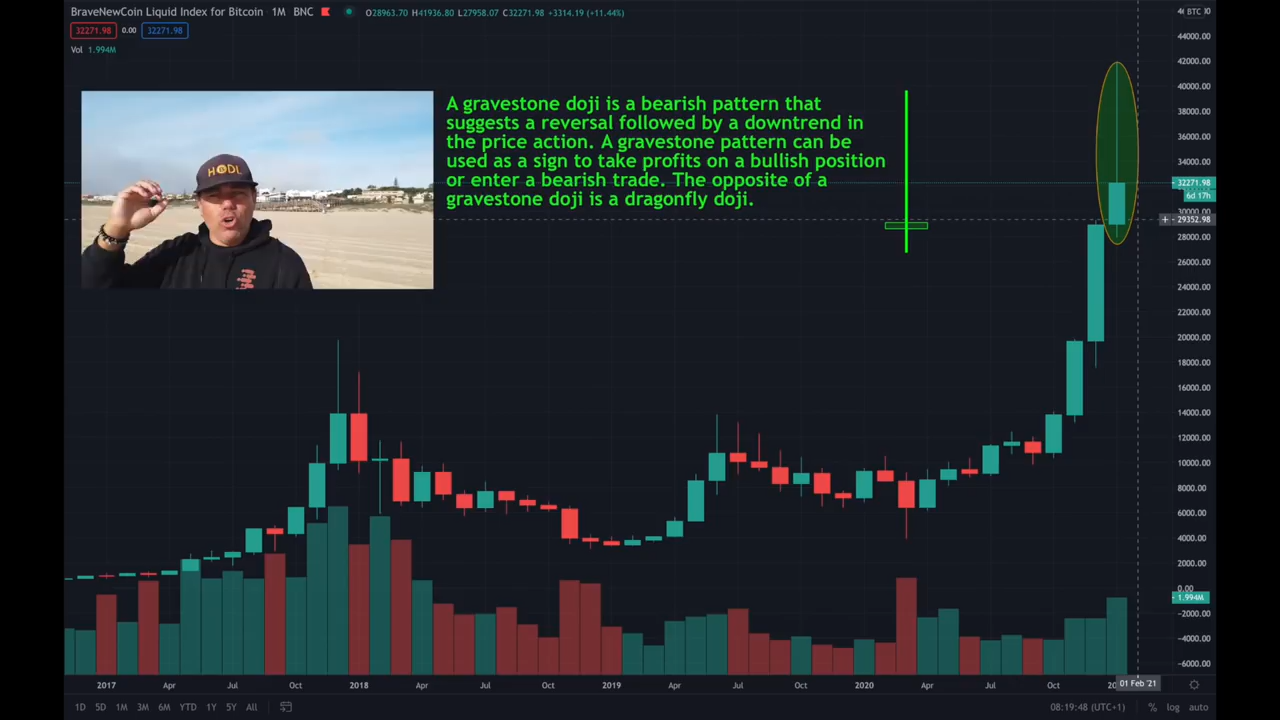 BraveNewCoin Liquid Index for Bitcoin 1M BNC O28963.70 H41936.80 L27958.07 C32271.98 +3314.19 (+11.44%)
32271.98 0.00 32271.98
Vol 1.994M
BTC
44000.00
42000.00
40000.00
38000.00
36000.00
34000.00
32271.98
6d 17h
30000.00
29352.98
28000.00
26000.00
24000.00
22000.00
20000.00
18000.00
16000.00
14000.00
12000.00
10000.00
8000.00
6000.00
4000.00
2000.00
0.00
1.994M
−2000.00
−4000.00
−6000.00
HODL
A gravestone doji is a bearish pattern that
suggests a reversal followed by a downtrend in
the price action. A gravestone pattern can be
used as a sign to take profits on a bullish position
or enter a bearish trade. The opposite of a
gravestone doji is a dragonfly doji.
2017 Apr Jul Oct 2018 Apr Jul Oct 2019 Apr Jul Oct 2020 Apr Jul Oct 01 Feb '21
1D 5D 1M 3M 6M YTD 1Y 5Y All 08:19:48 (UTC+1) % log auto